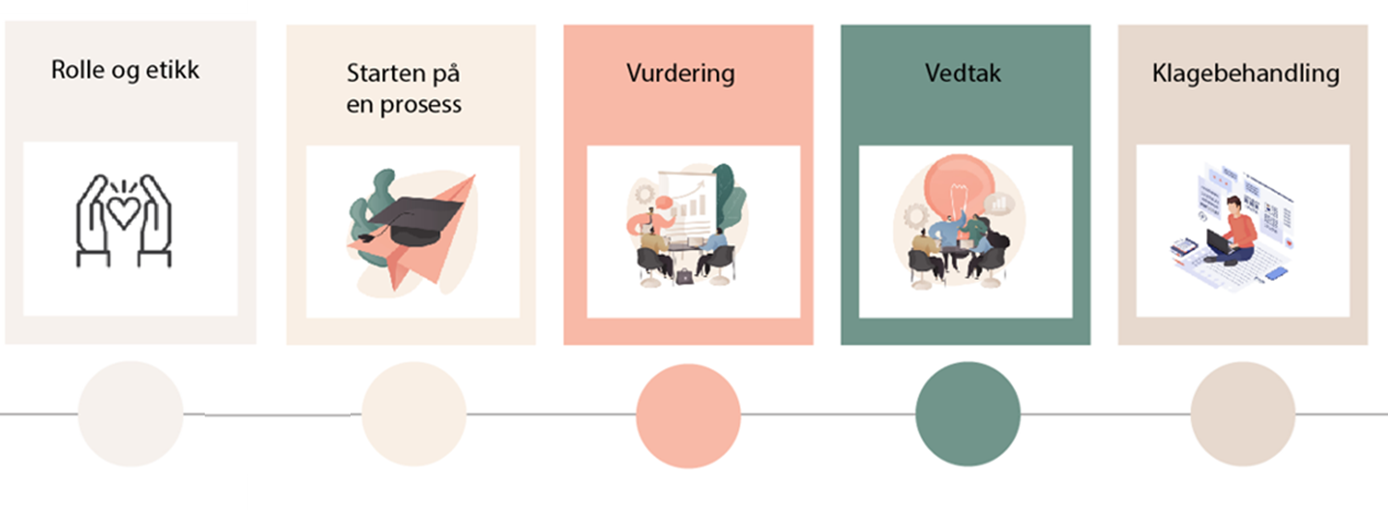 Rolle og etikk
Starten på
en prosess
Vurdering
Vedtak
Klagebehandling